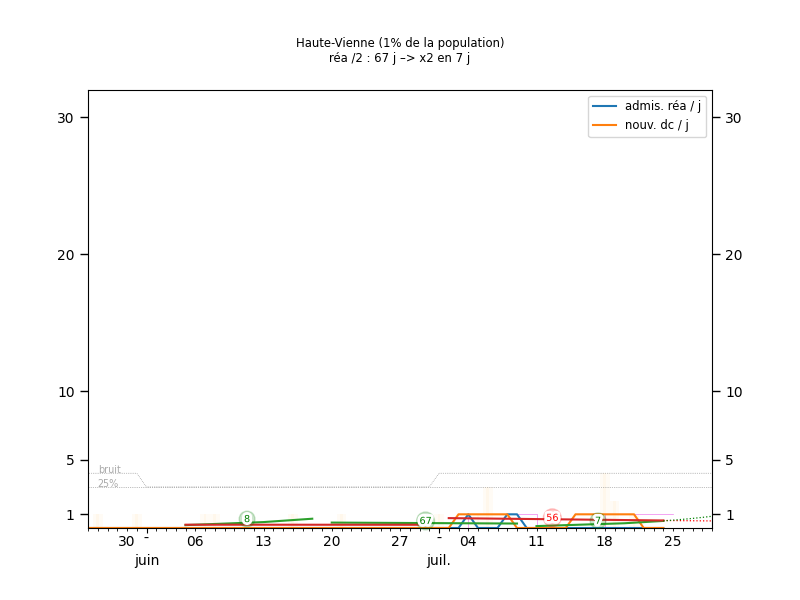 Haute-Vienne (1% de la population)
réa /2 : 67 j –> x2 en 7 j
admis. réa / j
nouv. dc / j
30 30
20 20
10 10
5 5
bruit
25%
1 1
8 67 56 7
30 - 06 13 20 27 - 04 11 18 25
juin juil.